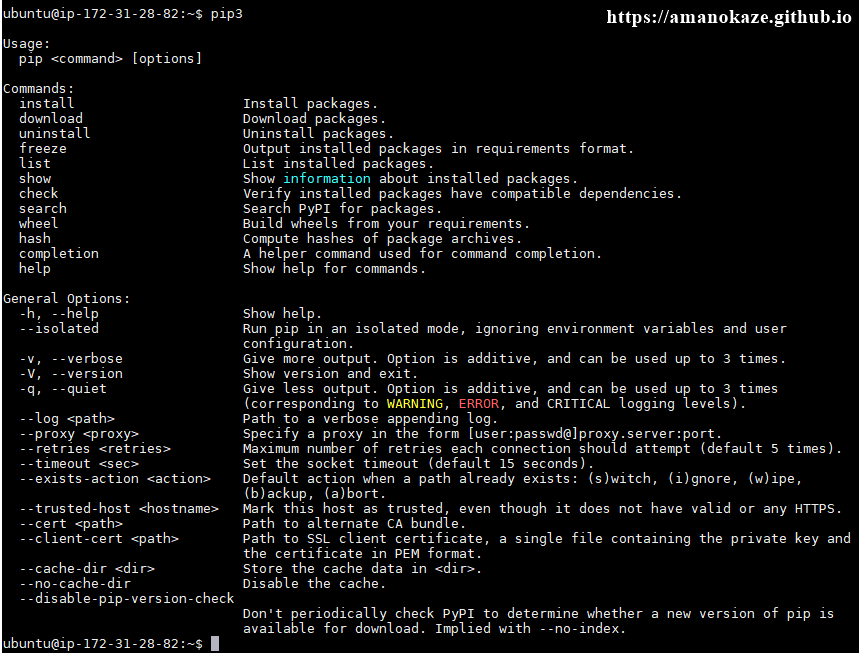 ubuntu@ip-172-31-28-82:~$ pip3
https://amanokaze.github.io
Usage:
  pip <command> [options]
Commands:
  install                     Install packages.
  download                    Download packages.
  uninstall                   Uninstall packages.
  freeze                      Output installed packages in requirements format.
  list                        List installed packages.
  show                        Show information about installed packages.
  check                       Verify installed packages have compatible dependencies.
  search                      Search PyPI for packages.
  wheel                       Build wheels from your requirements.
  hash                        Compute hashes of package archives.
  completion                  A helper command used for command completion.
  help                        Show help for commands.
General Options:
  -h, --help                  Show help.
  --isolated                  Run pip in an isolated mode, ignoring environment variables and user
                              configuration.
  -v, --verbose               Give more output. Option is additive, and can be used up to 3 times.
  -V, --version               Show version and exit.
  -q, --quiet                 Give less output. Option is additive, and can be used up to 3 times
                              (corresponding to WARNING, ERROR, and CRITICAL logging levels).
  --log <path>                Path to a verbose appending log.
  --proxy <proxy>             Specify a proxy in the form [user:passwd@]proxy.server:port.
  --retries <retries>         Maximum number of retries each connection should attempt (default 5 times).
  --timeout <sec>             Set the socket timeout (default 15 seconds).
  --exists-action <action>    Default action when a path already exists: (s)witch, (i)gnore, (w)ipe,
                              (b)ackup, (a)bort.
  --trusted-host <hostname>   Mark this host as trusted, even though it does not have valid or any HTTPS.
  --cert <path>               Path to alternate CA bundle.
  --client-cert <path>        Path to SSL client certificate, a single file containing the private key and
                              the certificate in PEM format.
  --cache-dir <dir>           Store the cache data in <dir>.
  --no-cache-dir              Disable the cache.
  --disable-pip-version-check
                              Don't periodically check PyPI to determine whether a new version of pip is
                              available for download. Implied with --no-index.
ubuntu@ip-172-31-28-82:~$